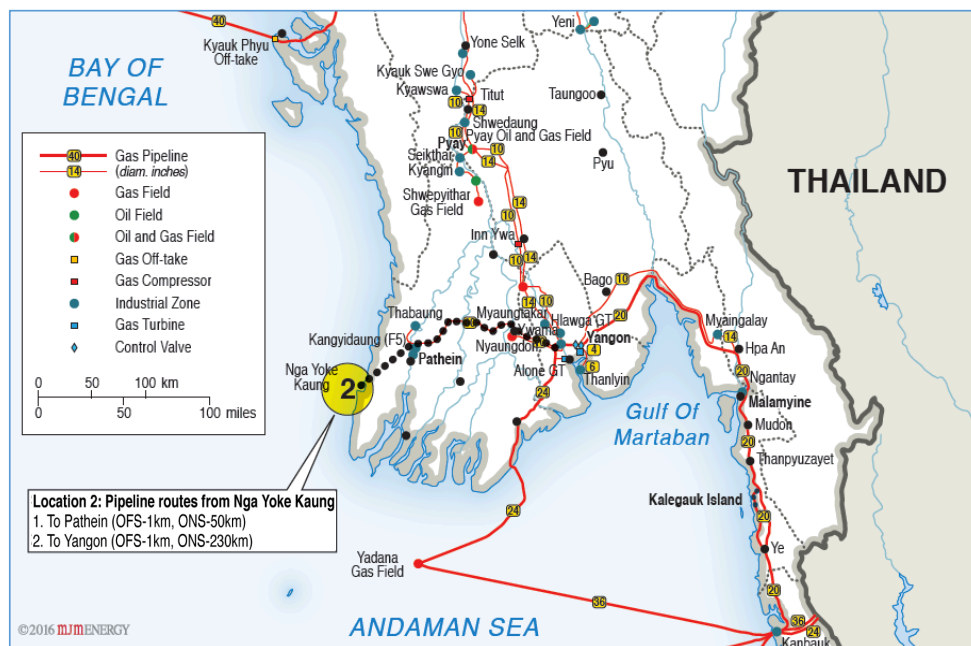 40
Kyauk Phyu
Off-take
BAY OF
BENGAL
Yone Selk
Kyauk Swe Gyo
Kyawswa
10
Titut
14
Shwedaung
10
Pyay Oil and Gas Field
Pyay
10
14
Seikthar
Kyangin
Shwepyithar
Gas Field
14
10
Inn Ywa
10
14
Yeni
Taungoo
Pyu
THAILAND
40
Gas Pipeline
14
(diam. inches)
Gas Field
Oil Field
Oil and Gas Field
Gas Off-take
Gas Compressor
Industrial Zone
Gas Turbine
Control Valve
0 50 100 km
0 50 100 miles
Bago
10
14
10
20
Thabaung
Myaungtakar
Hlawga GT
Ywama
Kangyidaung (F5)
Pathein
Nyaungdon
Yangon
4
Alone GT
6
Thanlyin
Nga Yoke
Kaung
2
24
Myaingalay
14
Hpa An
20
Ngantay
Malamyine
Mudon
20
Thanpyuzayet
Gulf Of
Martaban
Kalegauk Island
20
Ye
20
Location 2: Pipeline routes from Nga Yoke Kaung
1. To Pathein (OFS-1km, ONS-50km)
2. To Yangon (OFS-1km, ONS-230km)
24
Yadana
Gas Field
36
36
24
Kanbauk
ANDAMAN SEA
©2016 MJMENERGY